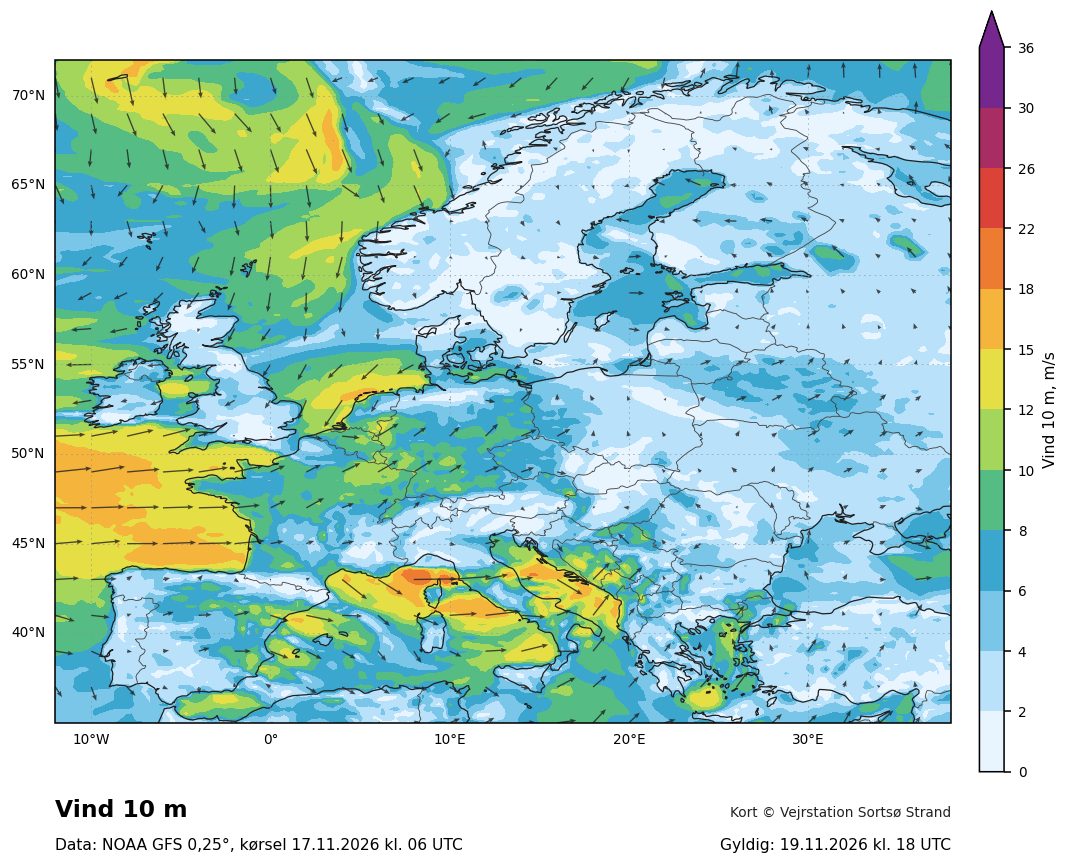 70°N
65°N
60°N
55°N
50°N
45°N
40°N
10°W
0°
10°E
20°E
30°E
36
30
26
22
18
15
12
10
8
6
4
2
0
Vind 10 m, m/s
Vind 10 m
Kort © Vejrstation Sortsø Strand
Data: NOAA GFS 0,25°, kørsel 17.11.2026 kl. 06 UTC
Gyldig: 19.11.2026 kl. 18 UTC